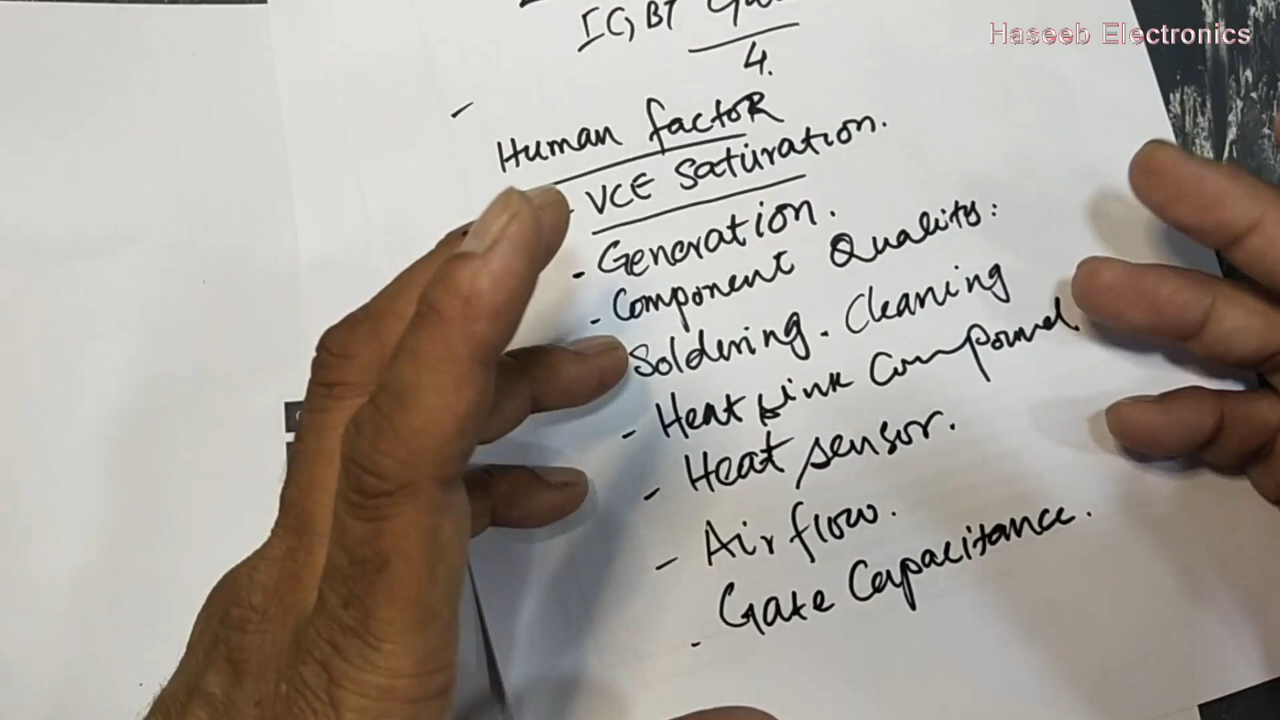 Haseeb Electronics
IGBT
4.
Human factoR
VCE Saturation.
- Generation.
- Component Quality:
Soldering. Cleaning
- Heat sink Compound.
- Heat sensor.
- Air flow.
. Gate Capacitance.